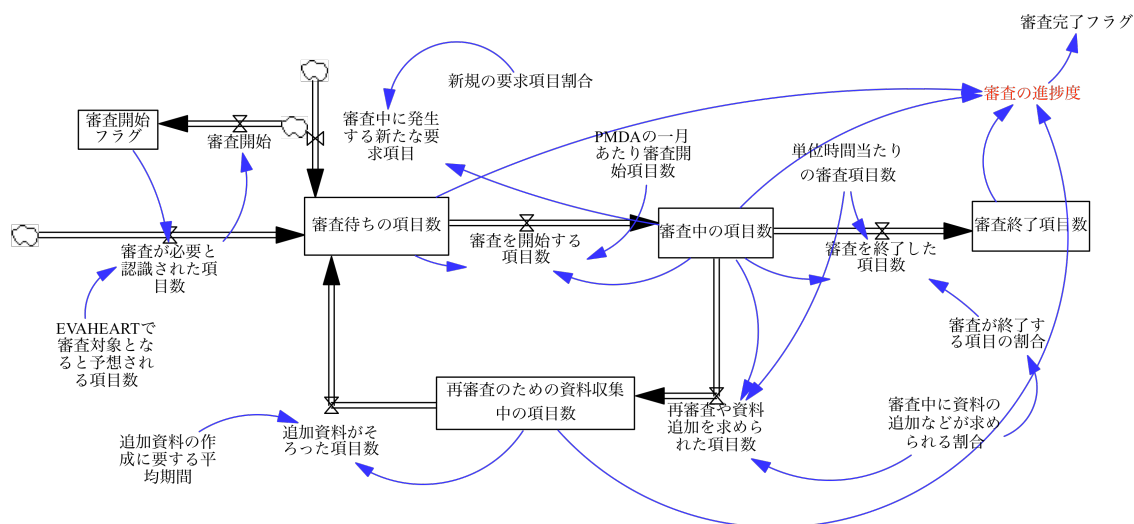 審査完了フラグ
新規の要求項目割合
審査の進捗度
審査開始
フラグ
審査開始
審査中に発生
する新たな要
求項目
PMDAの一月
あたり審査開
始項目数
単位時間当たり
の審査項目数
審査待ちの項目数
審査を開始する
項目数
審査中の項目数
審査を終了した
項目数
審査終了項目数
審査が必要と
認識された項
目数
EVAHEARTで
審査対象とな
ると予想され
る項目数
審査が終了す
る項目の割合
再審査のための資料収集
中の項目数
再審査や資料
追加を求めら
れた項目数
審査中に資料の
追加などが求め
られる割合
追加資料がそ
ろった項目数
追加資料の作
成に要する平
均期間